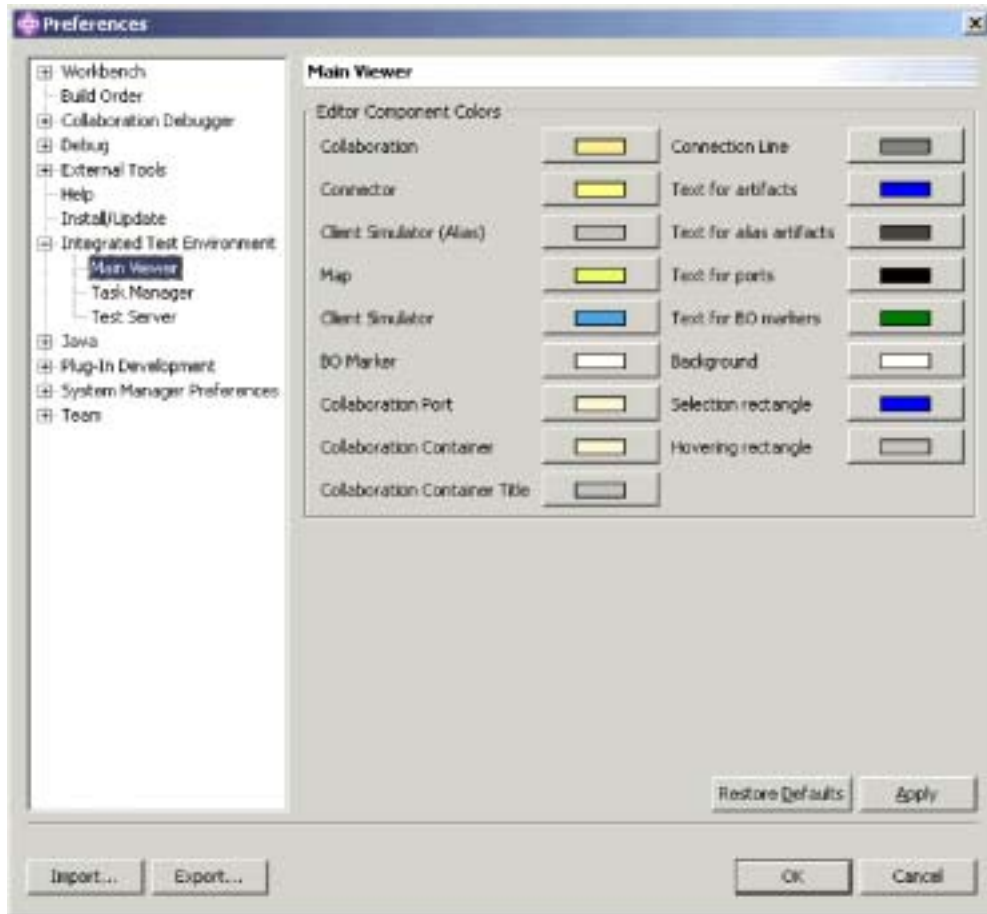 Preferences
Workbench
Build Order
Collaboration Debugger
Debug
External Tools
Help
Install/Update
Integrated Test Environment
Main Viewer
Task Manager
Test Server
Java
Plug-In Development
System Manager Preferences
Team
Main Viewer
Editor Component Colors
Collaboration
Connector
Client Simulator (Alias)
Map
Client Simulator
BO Marker
Collaboration Port
Collaboration Container
Collaboration Container Title
Connection Line
Text for artifacts
Text for alias artifacts
Text for ports
Text for BO markers
Background
Selection rectangle
Hovering rectangle
Restore Defaults
Apply
Import...
Export...
OK
Cancel